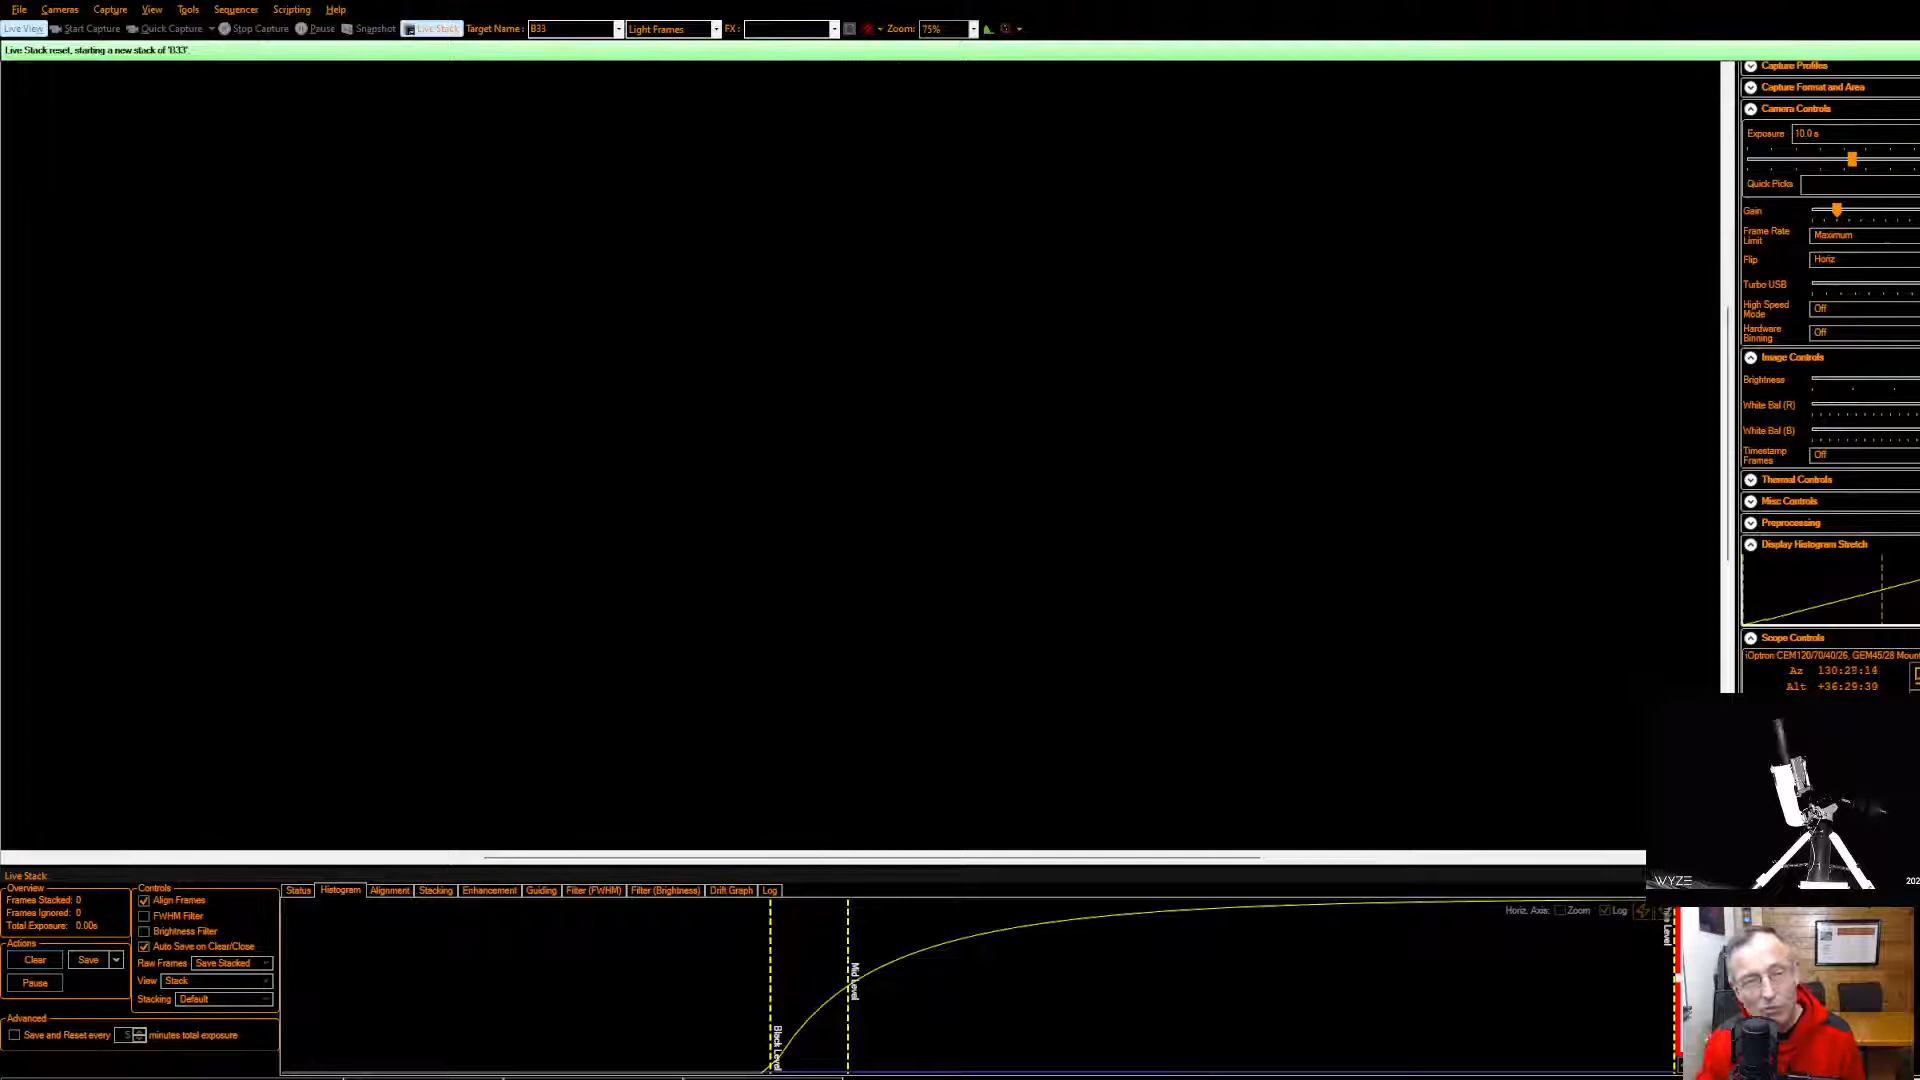 File Cameras Capture View Tools Sequencer Scripting Help
Live View Start Capture Quick Capture Stop Capture Pause Snapshot Live Stack Target Name : B33 Light Frames FX : Zoom: 75%
Live Stack reset, starting a new stack of 'B33'.
Capture Profiles
Capture Format and Area
Camera Controls
Exposure 10.0 s
Quick Picks
Gain
Frame Rate Limit Maximum
Flip Horiz
Turbo USB
High Speed Mode Off
Hardware Binning Off
Image Controls
Brightness
White Bal (R)
White Bal (B)
Timestamp Frames Off
Thermal Controls
Misc Controls
Preprocessing
Display Histogram Stretch
Scope Controls
iOptron CEM120/70/40/26, GEM45/28 Mount
Az 130:28:14
Alt +36:29:39
WYZE 202
Live Stack
Overview
Frames Stacked: 0
Frames Ignored: 0
Total Exposure: 0.00s
Actions
Clear Save
Pause
Controls
Align Frames
FWHM Filter
Brightness Filter
Auto Save on Clear/Close
Raw Frames Save Stacked
View Stack
Stacking Default
Advanced
Save and Reset every 5 minutes total exposure
Status Histogram Alignment Stacking Enhancement Guiding Filter (FWHM) Filter (Brightness) Drift Graph Log
Horiz. Axis: Zoom Log
Black Level
Mid Level